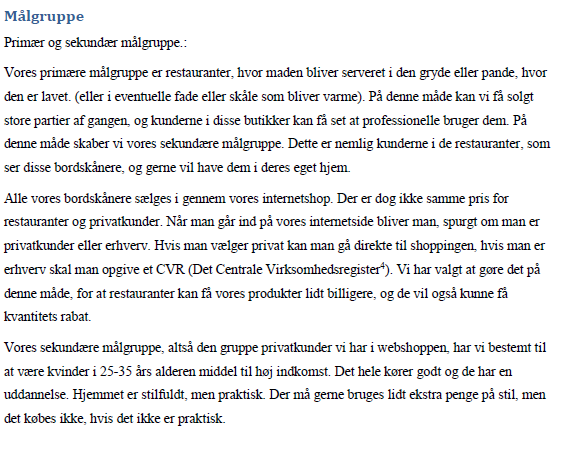 Målgruppe
Primær og sekundær målgruppe.:
Vores primære målgruppe er restauranter, hvor maden bliver serveret i den gryde eller pande, hvor
den er lavet. (eller i eventuelle fade eller skåle som bliver varme). På denne måde kan vi få solgt
store partier af gangen, og kunderne i disse butikker kan få set at professionelle bruger dem. På
denne måde skaber vi vores sekundære målgruppe. Dette er nemlig kunderne i de restauranter, som
ser disse bordskånere, og gerne vil have dem i deres eget hjem.
Alle vores bordskånere sælges i gennem vores internetshop. Der er dog ikke samme pris for
restauranter og privatkunder. Når man går ind på vores internetside bliver man, spurgt om man er
privatkunder eller erhverv. Hvis man vælger privat kan man gå direkte til shoppingen, hvis man er
erhverv skal man opgive et CVR (Det Centrale Virksomhedsregister⁴). Vi har valgt at gøre det på
denne måde, for at restauranter kan få vores produkter lidt billigere, og de vil også kunne få
kvantitets rabat.
Vores sekundære målgruppe, altså den gruppe privatkunder vi har i webshoppen, har vi bestemt til
at være kvinder i 25-35 års alderen middel til høj indkomst. Det hele kører godt og de har en
uddannelse. Hjemmet er stilfuldt, men praktisk. Der må gerne bruges lidt ekstra penge på stil, men
det købes ikke, hvis det ikke er praktisk.